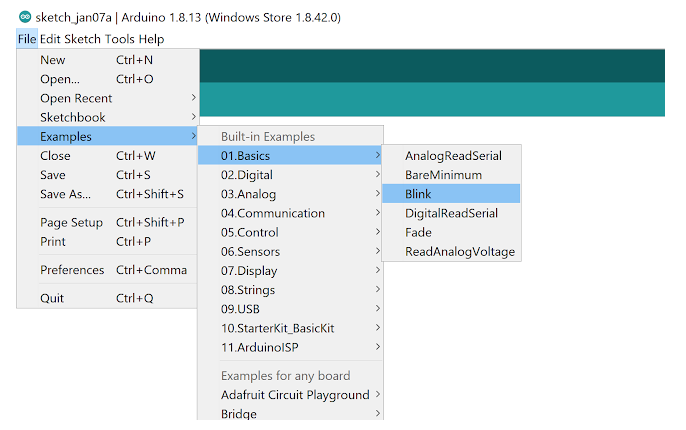 sketch_jan07a | Arduino 1.8.13 (Windows Store 1.8.42.0)
File Edit Sketch Tools Help
New Ctrl+N
Open... Ctrl+O
Open Recent >
Sketchbook >
Examples >
Close Ctrl+W
Save Ctrl+S
Save As... Ctrl+Shift+S
Page Setup Ctrl+Shift+P
Print Ctrl+P
Preferences Ctrl+Comma
Quit Ctrl+Q
Built-in Examples
01.Basics >
02.Digital >
03.Analog >
04.Communication >
05.Control >
06.Sensors >
07.Display >
08.Strings >
09.USB >
10.StarterKit_BasicKit >
11.ArduinoISP >
Examples for any board
Adafruit Circuit Playground >
Bridge >
AnalogReadSerial
BareMinimum
Blink
DigitalReadSerial
Fade
ReadAnalogVoltage